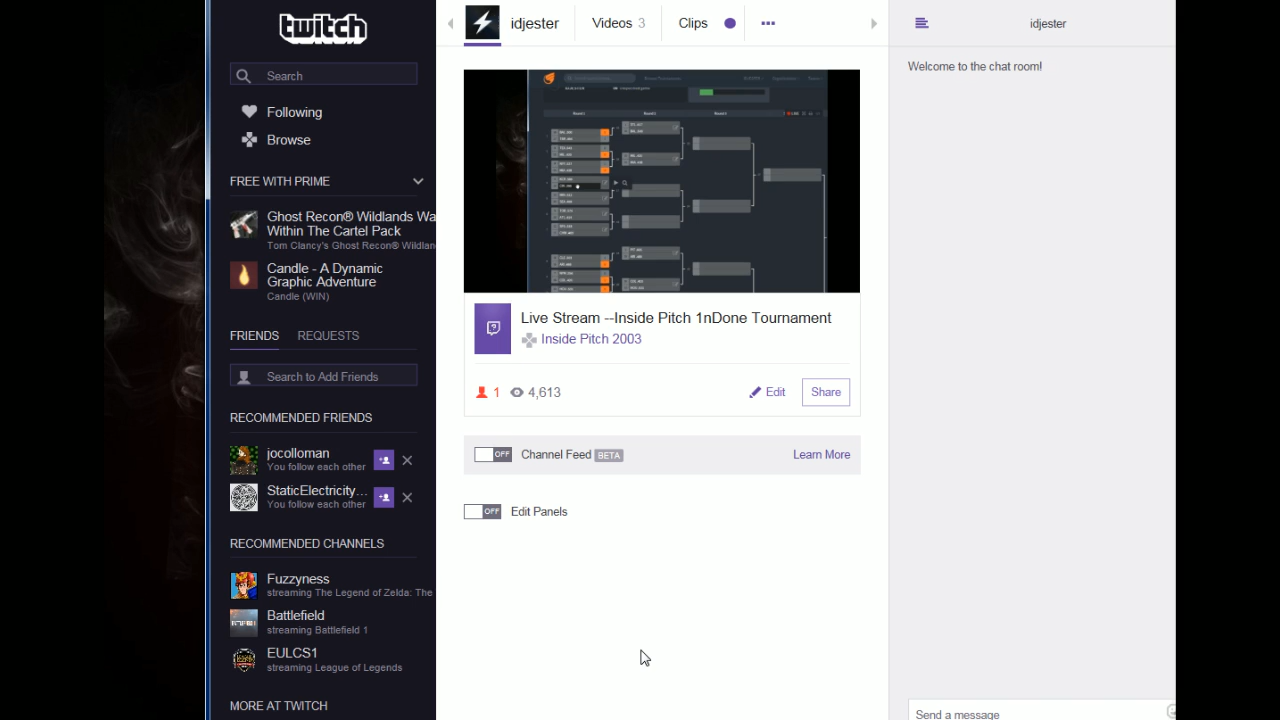 twitch
Search
Following
Browse
FREE WITH PRIME
Ghost Recon® Wildlands Wa
Within The Cartel Pack
Tom Clancy's Ghost Recon® Wildlan
Candle - A Dynamic
Graphic Adventure
Candle (WIN)
FRIENDS REQUESTS
Search to Add Friends
RECOMMENDED FRIENDS
jocolloman
You follow each other
StaticElectricity...
You follow each other
RECOMMENDED CHANNELS
Fuzzyness
streaming The Legend of Zelda: The
Battlefield
streaming Battlefield 1
EULCS1
streaming League of Legends
MORE AT TWITCH
idjester Videos 3 Clips
Live Stream --Inside Pitch 1nDone Tournament
Inside Pitch 2003
1 4,613 Edit Share
OFF Channel Feed BETA Learn More
OFF Edit Panels
idjester
Welcome to the chat room!
Send a message